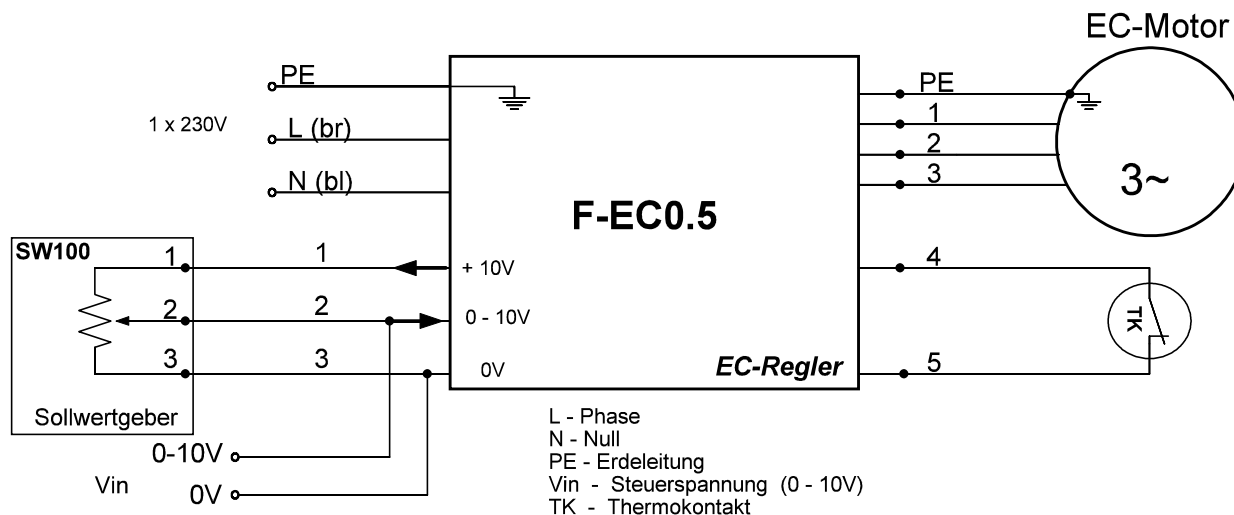 EC-Motor
PE
1 x 230V
L (br)
N (bl)
F-EC0.5
PE
1
2
3
3~
SW100
1
1
+ 10V
2
2
0 - 10V
3
3
0V
EC-Regler
Sollwertgeber
4
TK
5
0-10V
Vin
0V
L - Phase
N - Null
PE - Erdeleitung
Vin - Steuerspannung (0 - 10V)
TK - Thermokontakt